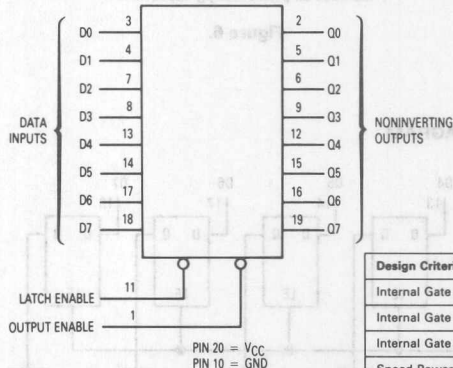 3
2
D0
Q0
4
5
D1
Q1
7
6
D2
Q2
8
9
DATA
INPUTS
D3
Q3
NONINVERTING
OUTPUTS
13
12
D4
Q4
14
15
D5
Q5
17
16
D6
Q6
18
19
D7
Q7
LATCH ENABLE
11
OUTPUT ENABLE
1
PIN 20 = VCC
PIN 10 = GND
Design Criter
Internal Gate
Internal Gate
Internal Gate